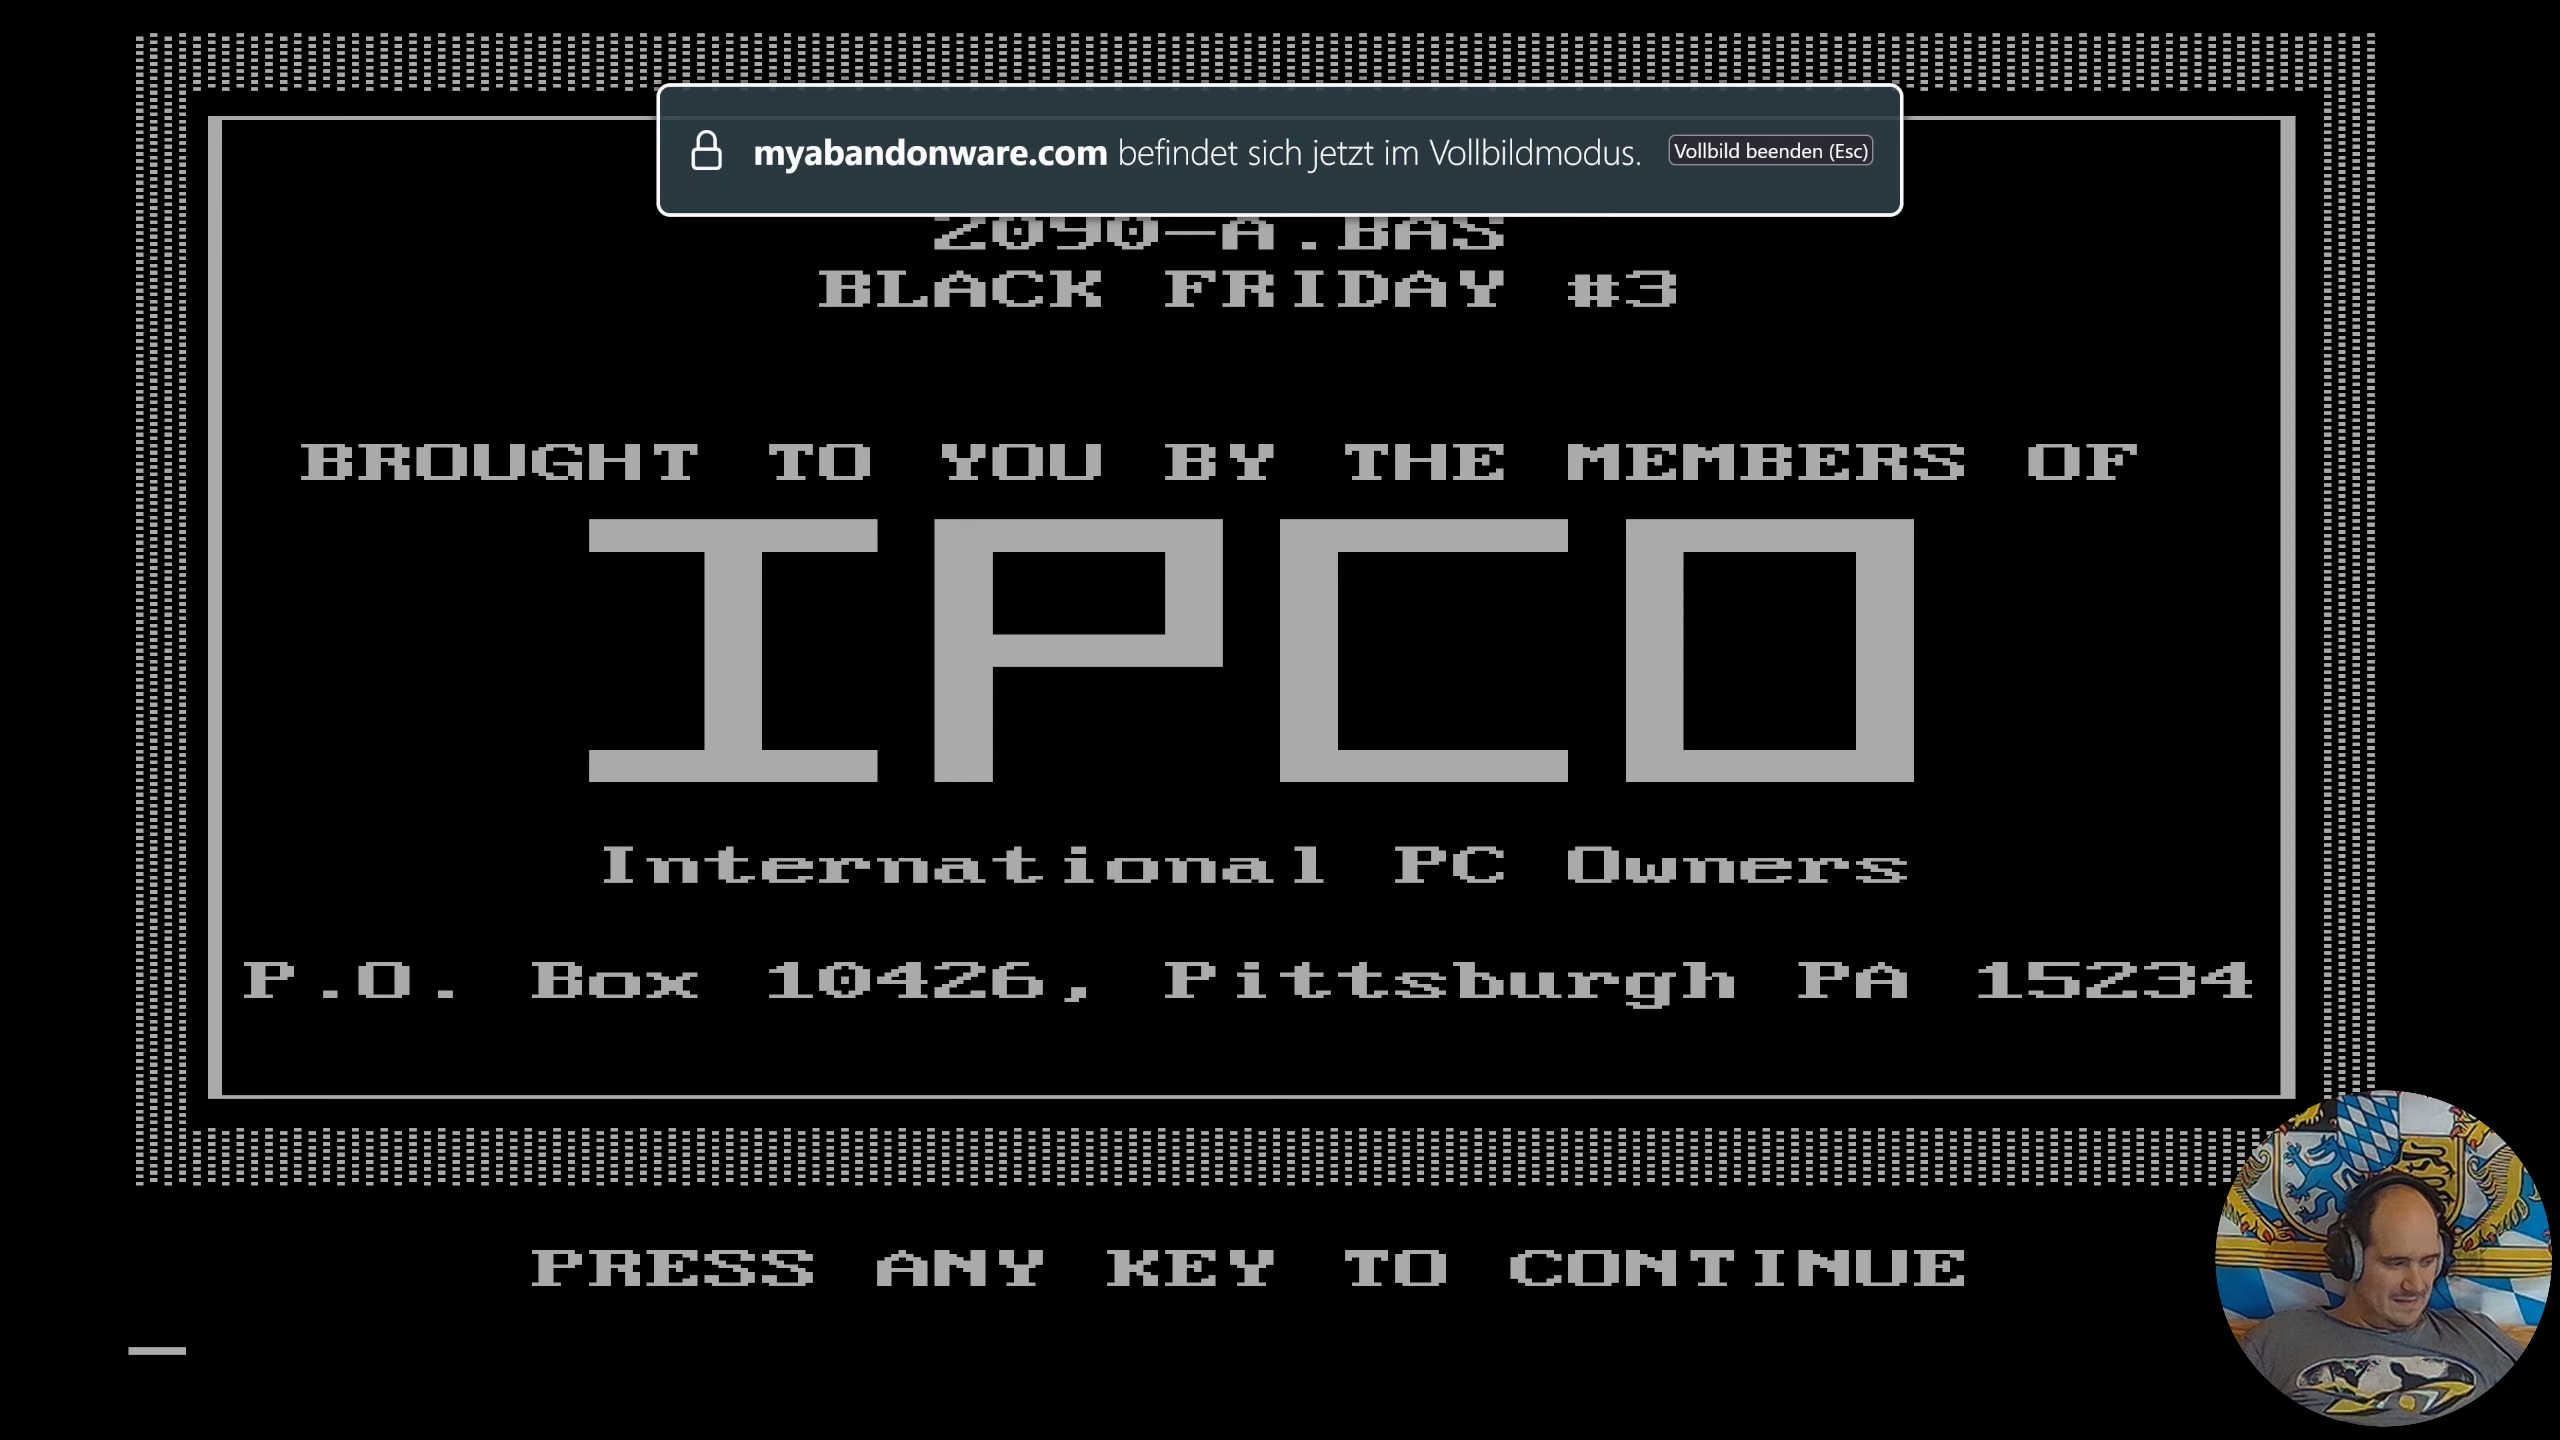 myabandonware.com befindet sich jetzt im Vollbildmodus. Vollbild beenden (Esc)
2090-A.BAS
BLACK FRIDAY #3
BROUGHT TO YOU BY THE MEMBERS OF
IPCO
International PC Owners
P.O. Box 10426, Pittsburgh PA 15234
PRESS ANY KEY TO CONTINUE